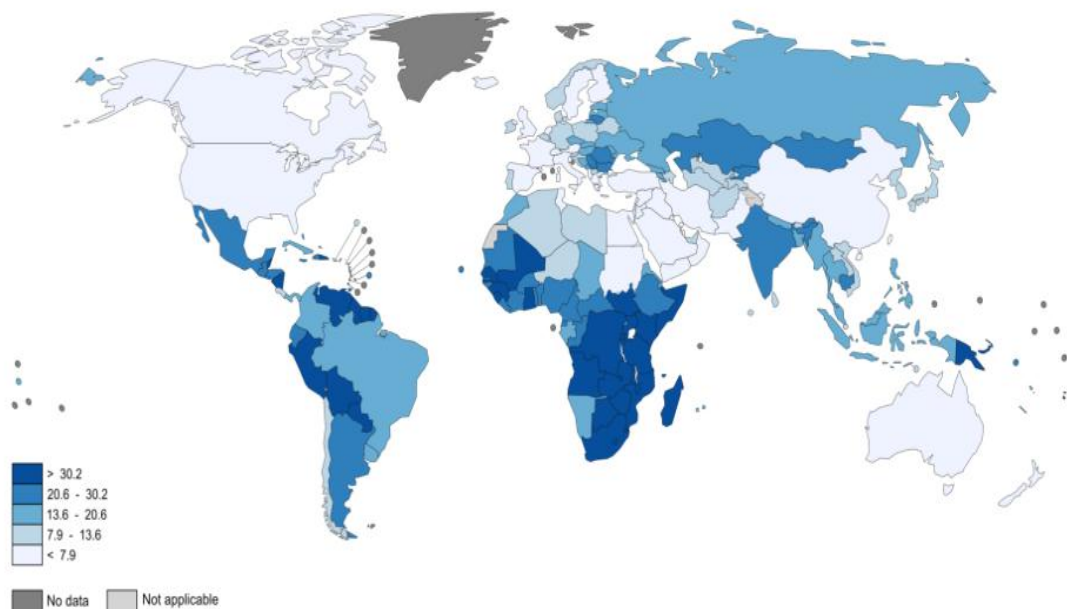 > 30.2
20.6 - 30.2
13.6 - 20.6
7.9 - 13.6
< 7.9
No data
Not applicable